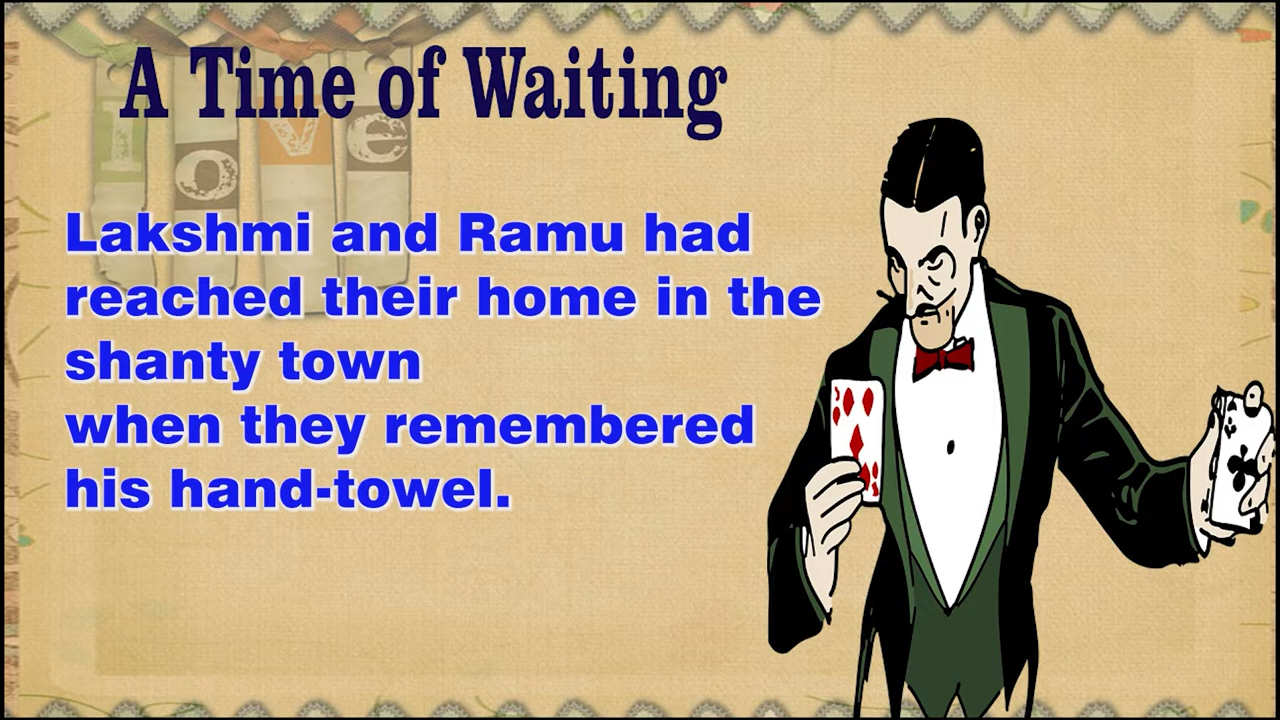 A Time of Waiting
love
Lakshmi and Ramu had
reached their home in the
shanty town
when they remembered
his hand-towel.